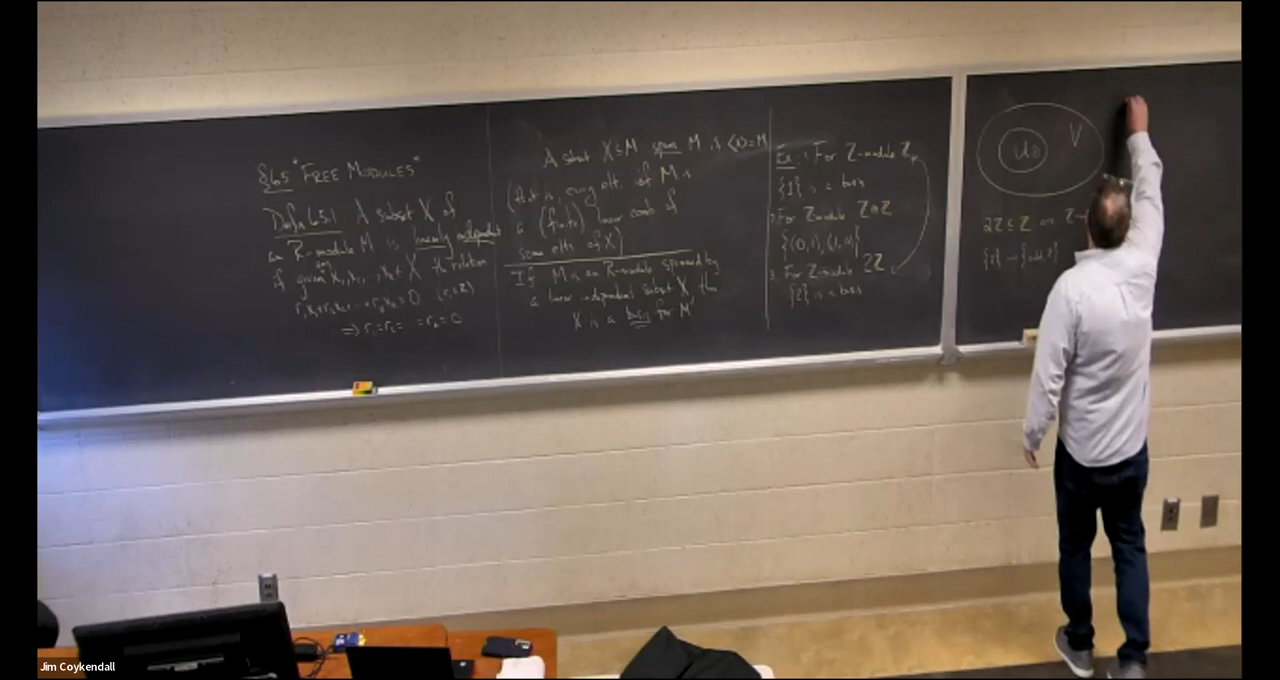 §6.5 "FREE MODULES"
Defn 6.5.1 A subset X of
an R-module M is linearly independent
if given x₁, x₂, ..., xₙ ∈ X the relation
r₁x₁+r₂x₂+...+rₙxₙ=0 (rᵢ∈R)
⇒ r₁=r₂=...=rₙ=0
A subset X⊆M spans M if <X>=M
(that is every elt. of M is
a (finite) linear comb of
some elts of X)
If M is an R-module spanned by
a linear independent subset X, then
X is a basis for M
Ex: 1. For Z-module Z,
{1} is a basis
2. For Z-module Z⊕Z
{(0,1), (1,0)}
3. For Z-module 2Z
{2} is a basis
U V
2Z ⊆ Z
{2} →
Jim Coykendall